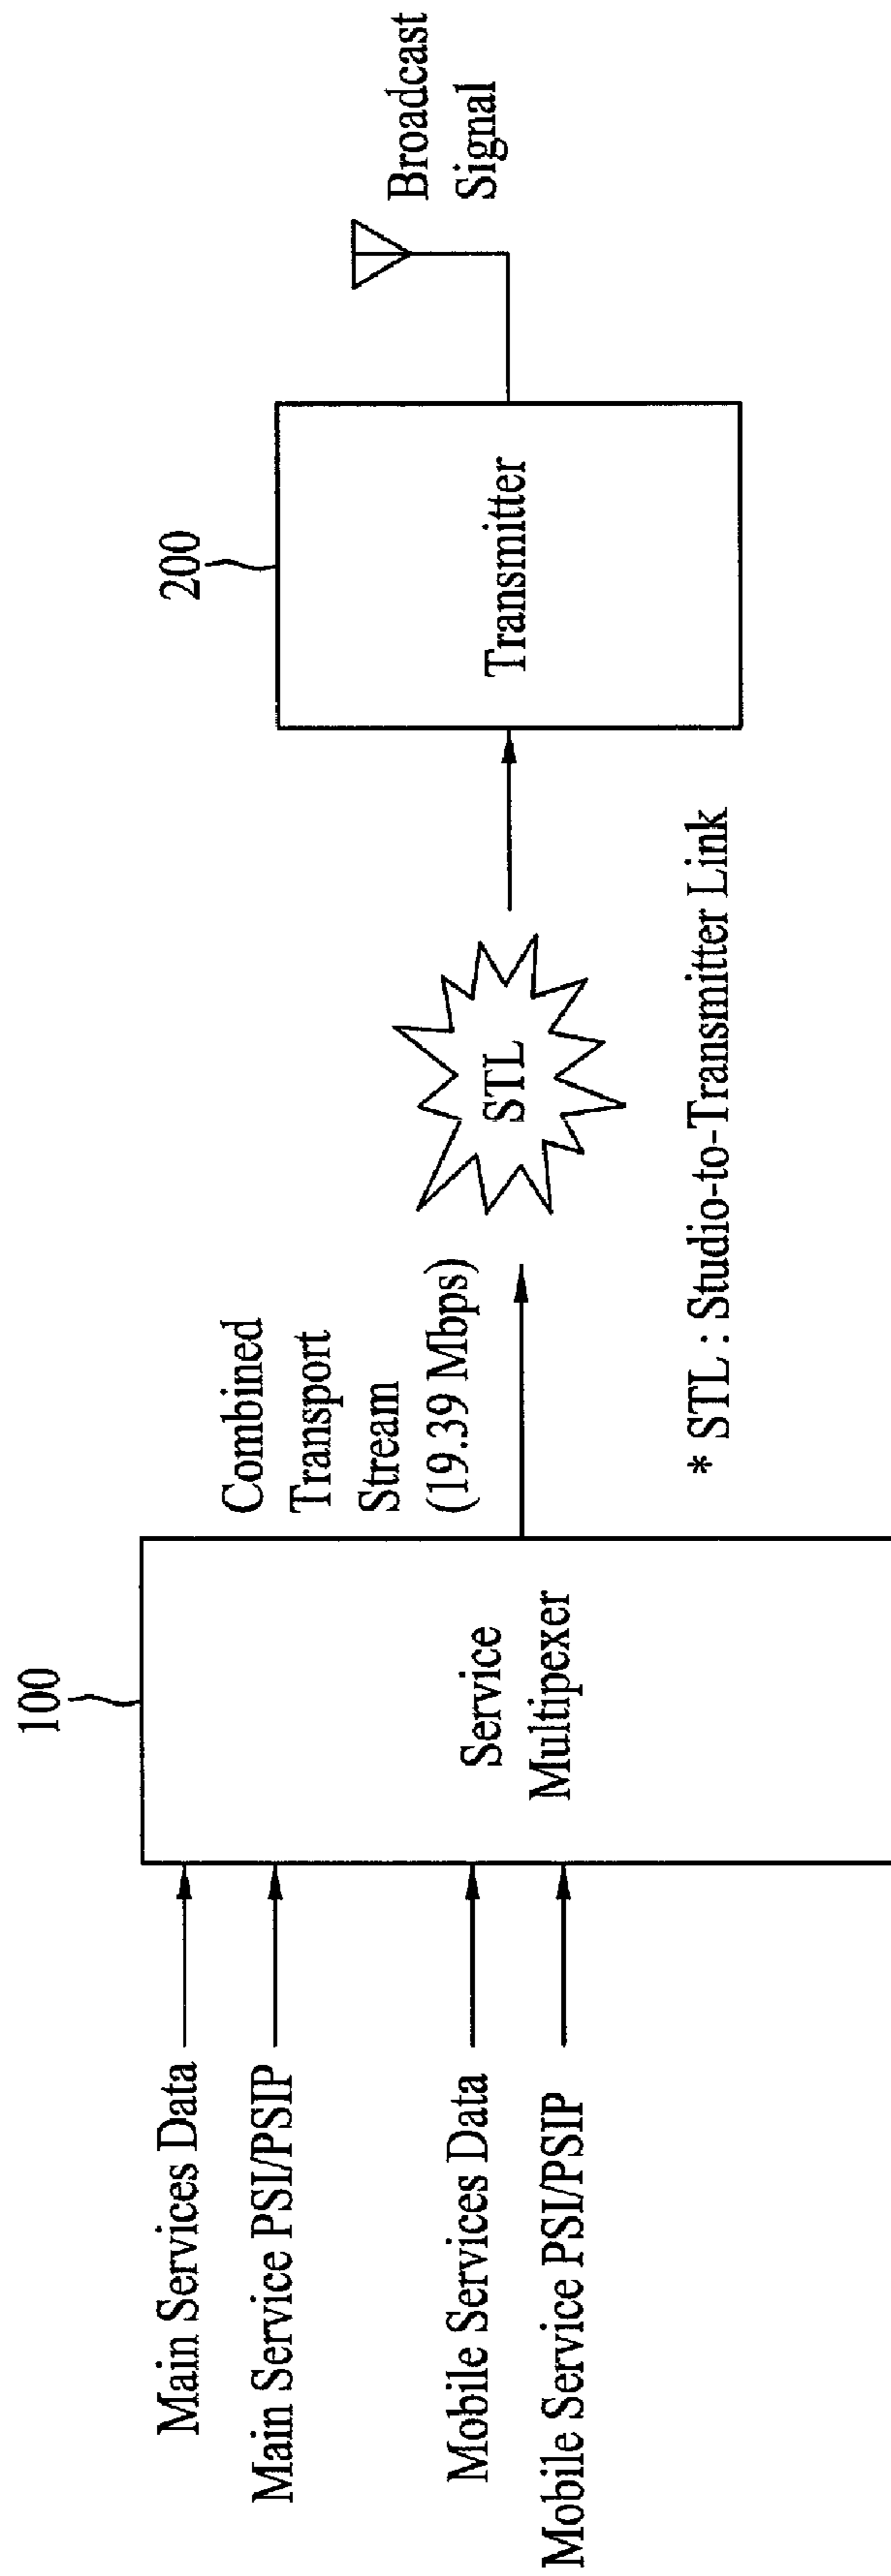 Main Services Data
Main Service PSI/PSIP
Mobile Services Data
Mobile Service PSI/PSIP
100
Service
Multipexer
Combined
Transport
Stream
(19.39 Mbps)
STL
200
Transmitter
Broadcast
Signal
* STL : Studio-to-Transmitter Link